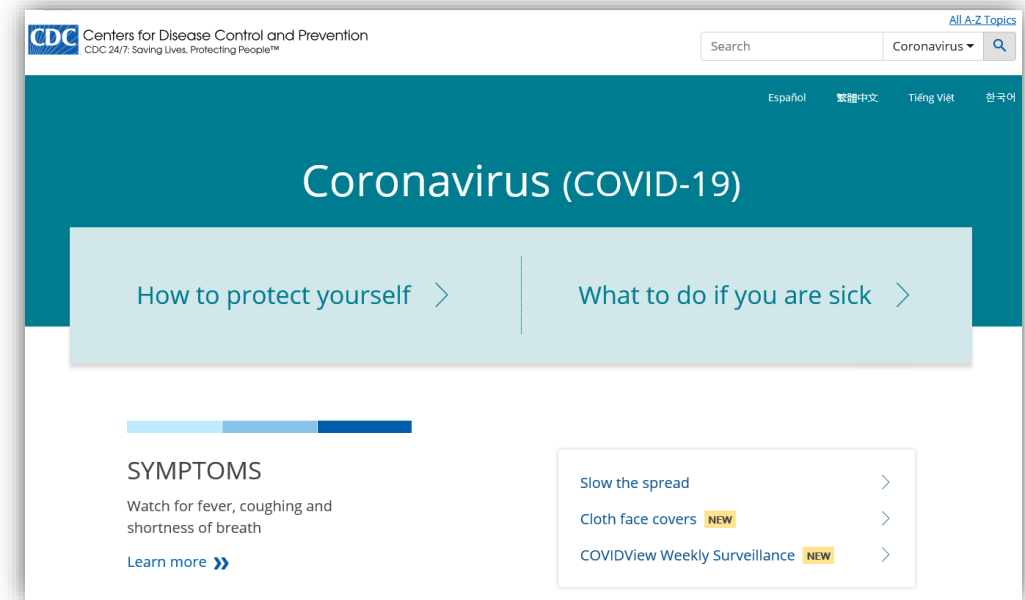 All A-Z Topics
CDC Centers for Disease Control and Prevention
CDC 24/7: Saving Lives, Protecting People™
Search
Coronavirus
Español 繁體中文 Tiếng Việt 한국어
Coronavirus (COVID-19)
How to protect yourself
What to do if you are sick
SYMPTOMS
Watch for fever, coughing and
shortness of breath
Learn more
Slow the spread
Cloth face covers NEW
COVIDView Weekly Surveillance NEW